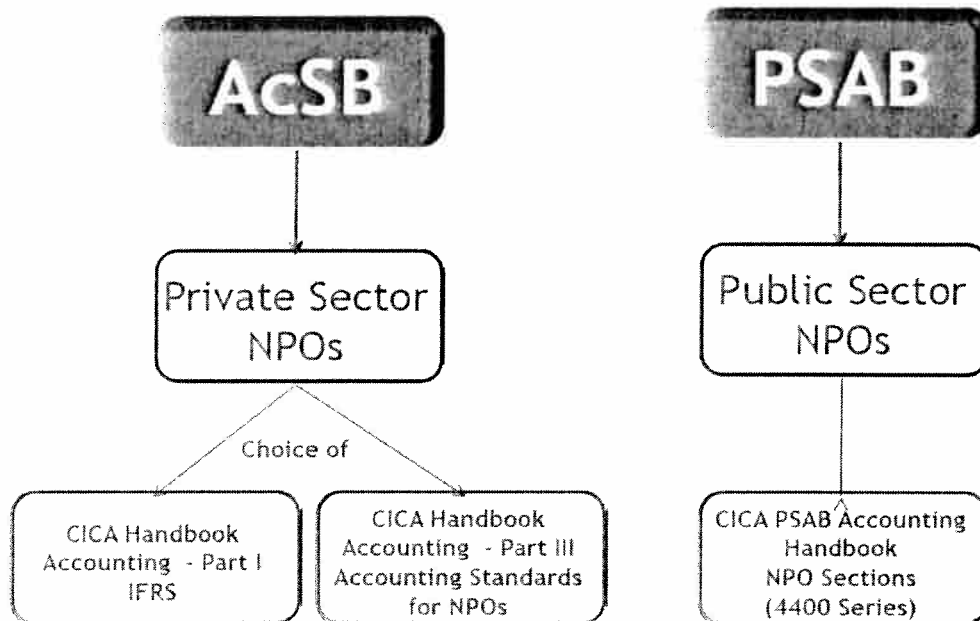 AcSB
PSAB
Private Sector
NPOs
Public Sector
NPOs
Choice of
CICA Handbook
Accounting - Part I
IFRS
CICA Handbook
Accounting - Part III
Accounting Standards
for NPOs
CICA PSAB Accounting
Handbook
NPO Sections
(4400 Series)